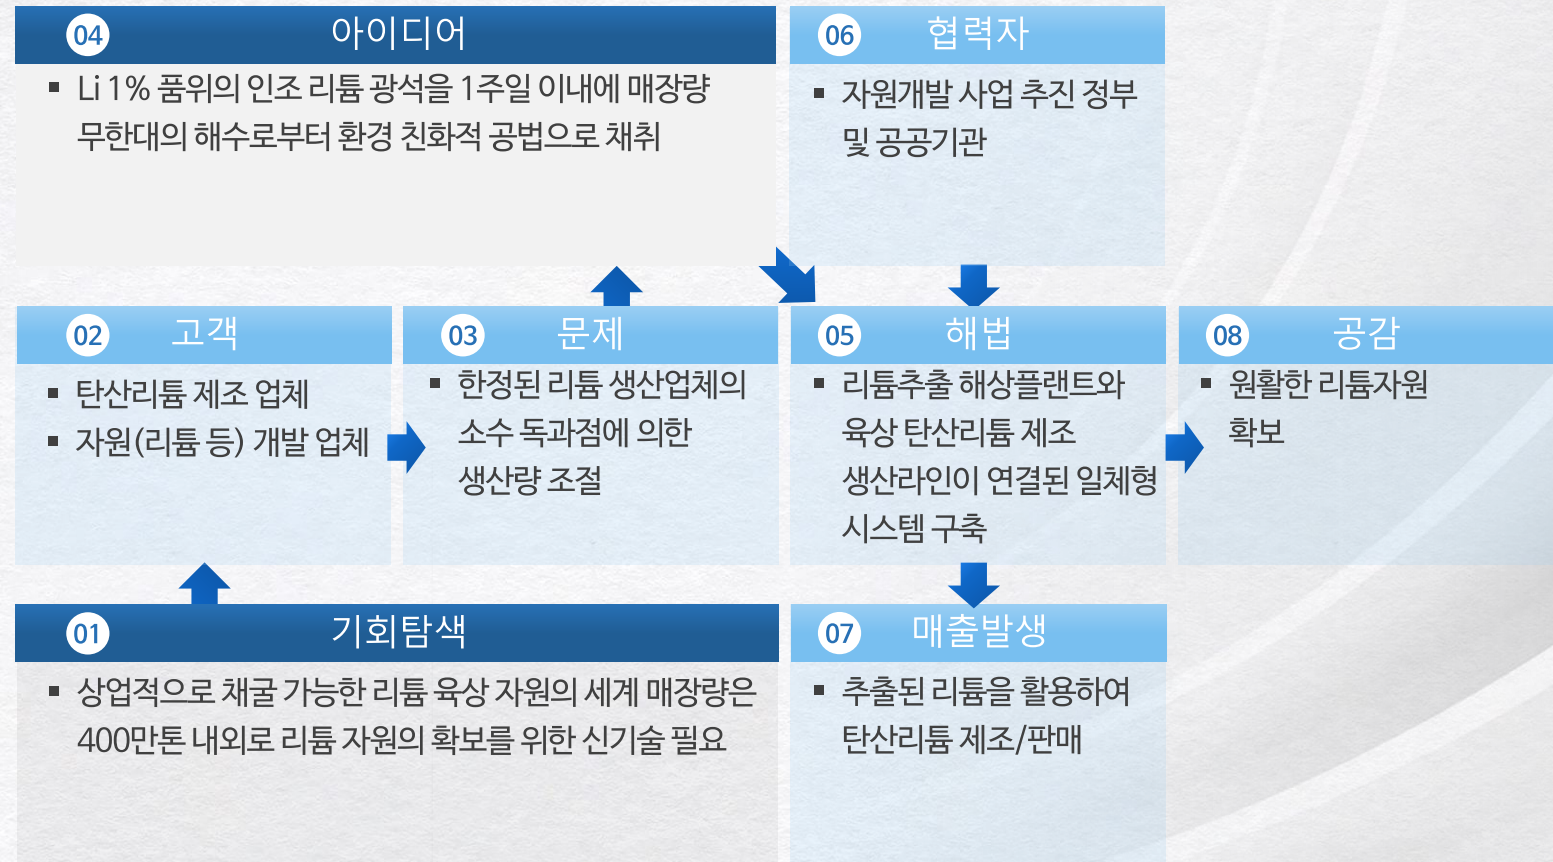 04 아이디어
▪ Li 1% 품위의 인조 리튬 광석을 1주일 이내에 매장량
무한대의 해수로부터 환경 친화적 공법으로 채취
06 협력자
▪ 자원개발 사업 추진 정부
및 공공기관
02 고객
▪ 탄산리튬 제조 업체
▪ 자원(리튬 등) 개발 업체
03 문제
▪ 한정된 리튬 생산업체의
소수 독과점에 의한
생산량 조절
05 해법
▪ 리튬추출 해상플랜트와
육상 탄산리튬 제조
생산라인이 연결된 일체형
시스템 구축
08 공감
▪ 원활한 리튬자원
확보
01 기회탐색
▪ 상업적으로 채굴 가능한 리튬 육상 자원의 세계 매장량은
400만톤 내외로 리튬 자원의 확보를 위한 신기술 필요
07 매출발생
▪ 추출된 리튬을 활용하여
탄산리튬 제조/판매